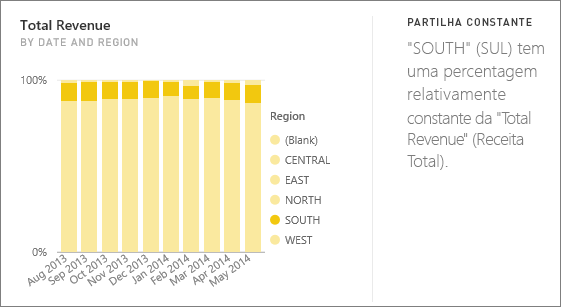 Total Revenue
BY DATE AND REGION
100%
0%
Aug 2013
Sep 2013
Oct 2013
Nov 2013
Dec 2013
Jan 2014
Feb 2014
Mar 2014
Apr 2014
May 2014
Region
(Blank)
CENTRAL
EAST
NORTH
SOUTH
WEST
PARTILHA CONSTANTE
"SOUTH" (SUL) tem
uma percentagem
relativamente
constante da "Total
Revenue" (Receita
Total).